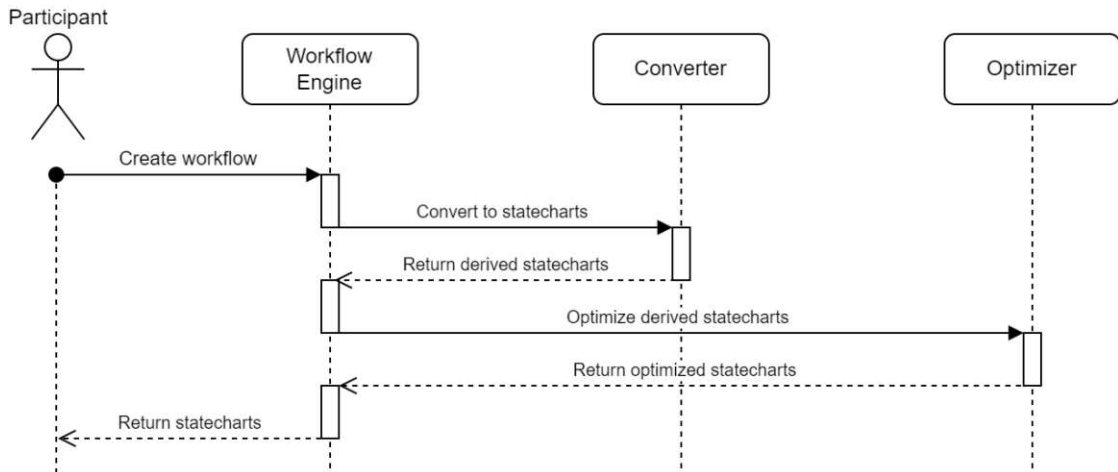 Participant
Workflow
Engine
Converter
Optimizer
Create workflow
Convert to statecharts
Return derived statecharts
Optimize derived statecharts
Return optimized statecharts
Return statecharts